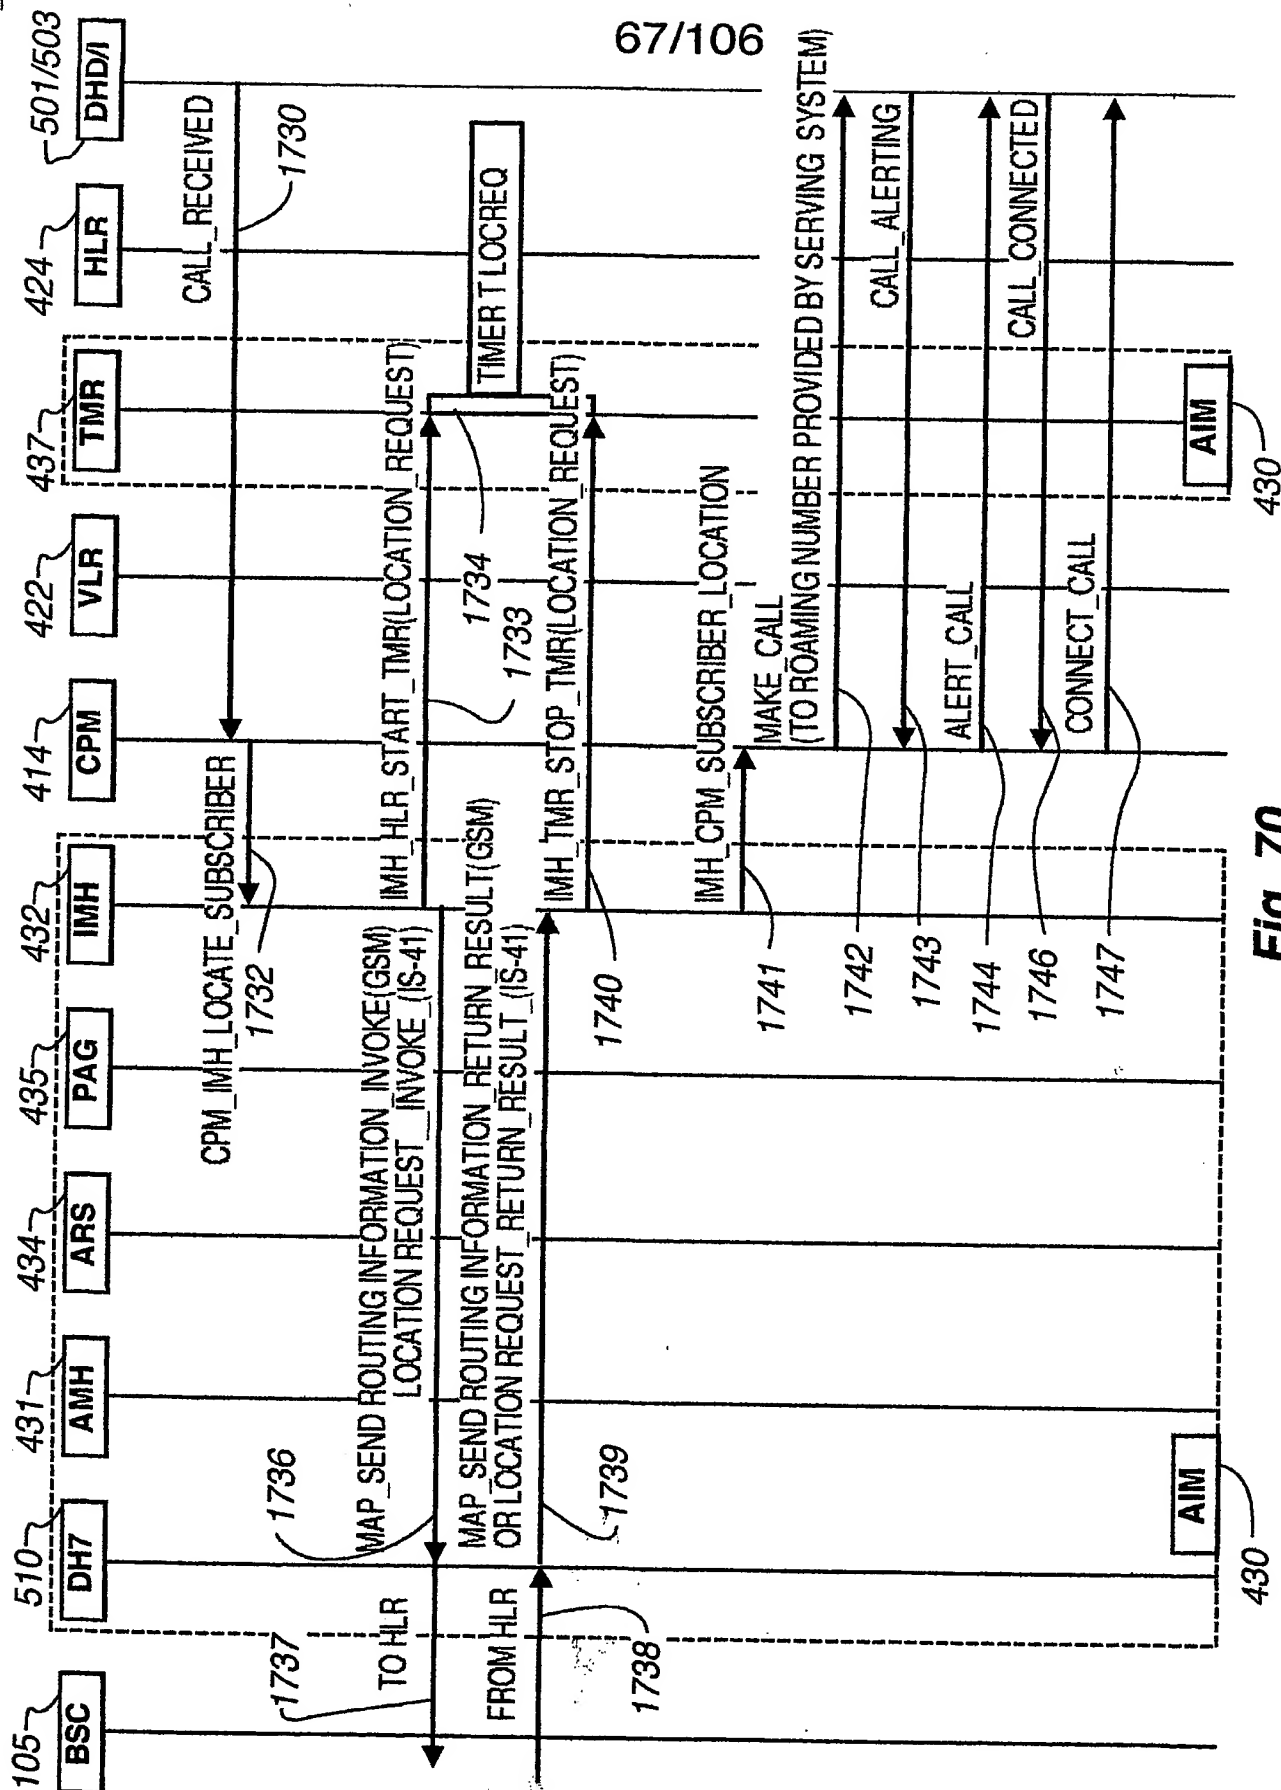 67/106
105
BSC
510
DH7
431
AMH
434
ARS
435
PAG
432
IMH
414
CPM
422
VLR
437
TMR
424
HLR
501/503
DHD/I
CALL_RECEIVED
1730
CPM_IMH_LOCATE_SUBSCRIBER
1732
IMH_HLR_START_TMR(LOCATION_REQUEST)
1733
1734
TIMER T LOCREQ
MAP_SEND ROUTING INFORMATION_INVOKE(GSM)
LOCATION REQUEST_INVOKE_(IS-41)
1736
TO HLR
1737
MAP_SEND ROUTING INFORMATION_RETURN_RESULT(GSM)
OR LOCATION REQUEST_RETURN_RESULT_(IS-41)
FROM HLR
1738
1739
IMH_TMR_STOP_TMR(LOCATION_REQUEST)
1740
IMH_CPM_SUBSCRIBER_LOCATION
1741
MAKE_CALL
(TO ROAMING NUMBER PROVIDED BY SERVING SYSTEM)
1742
CALL_ALERTING
1743
ALERT_CALL
1744
CALL_CONNECTED
1746
CONNECT_CALL
1747
AIM
430
AIM
430
Fig. 70